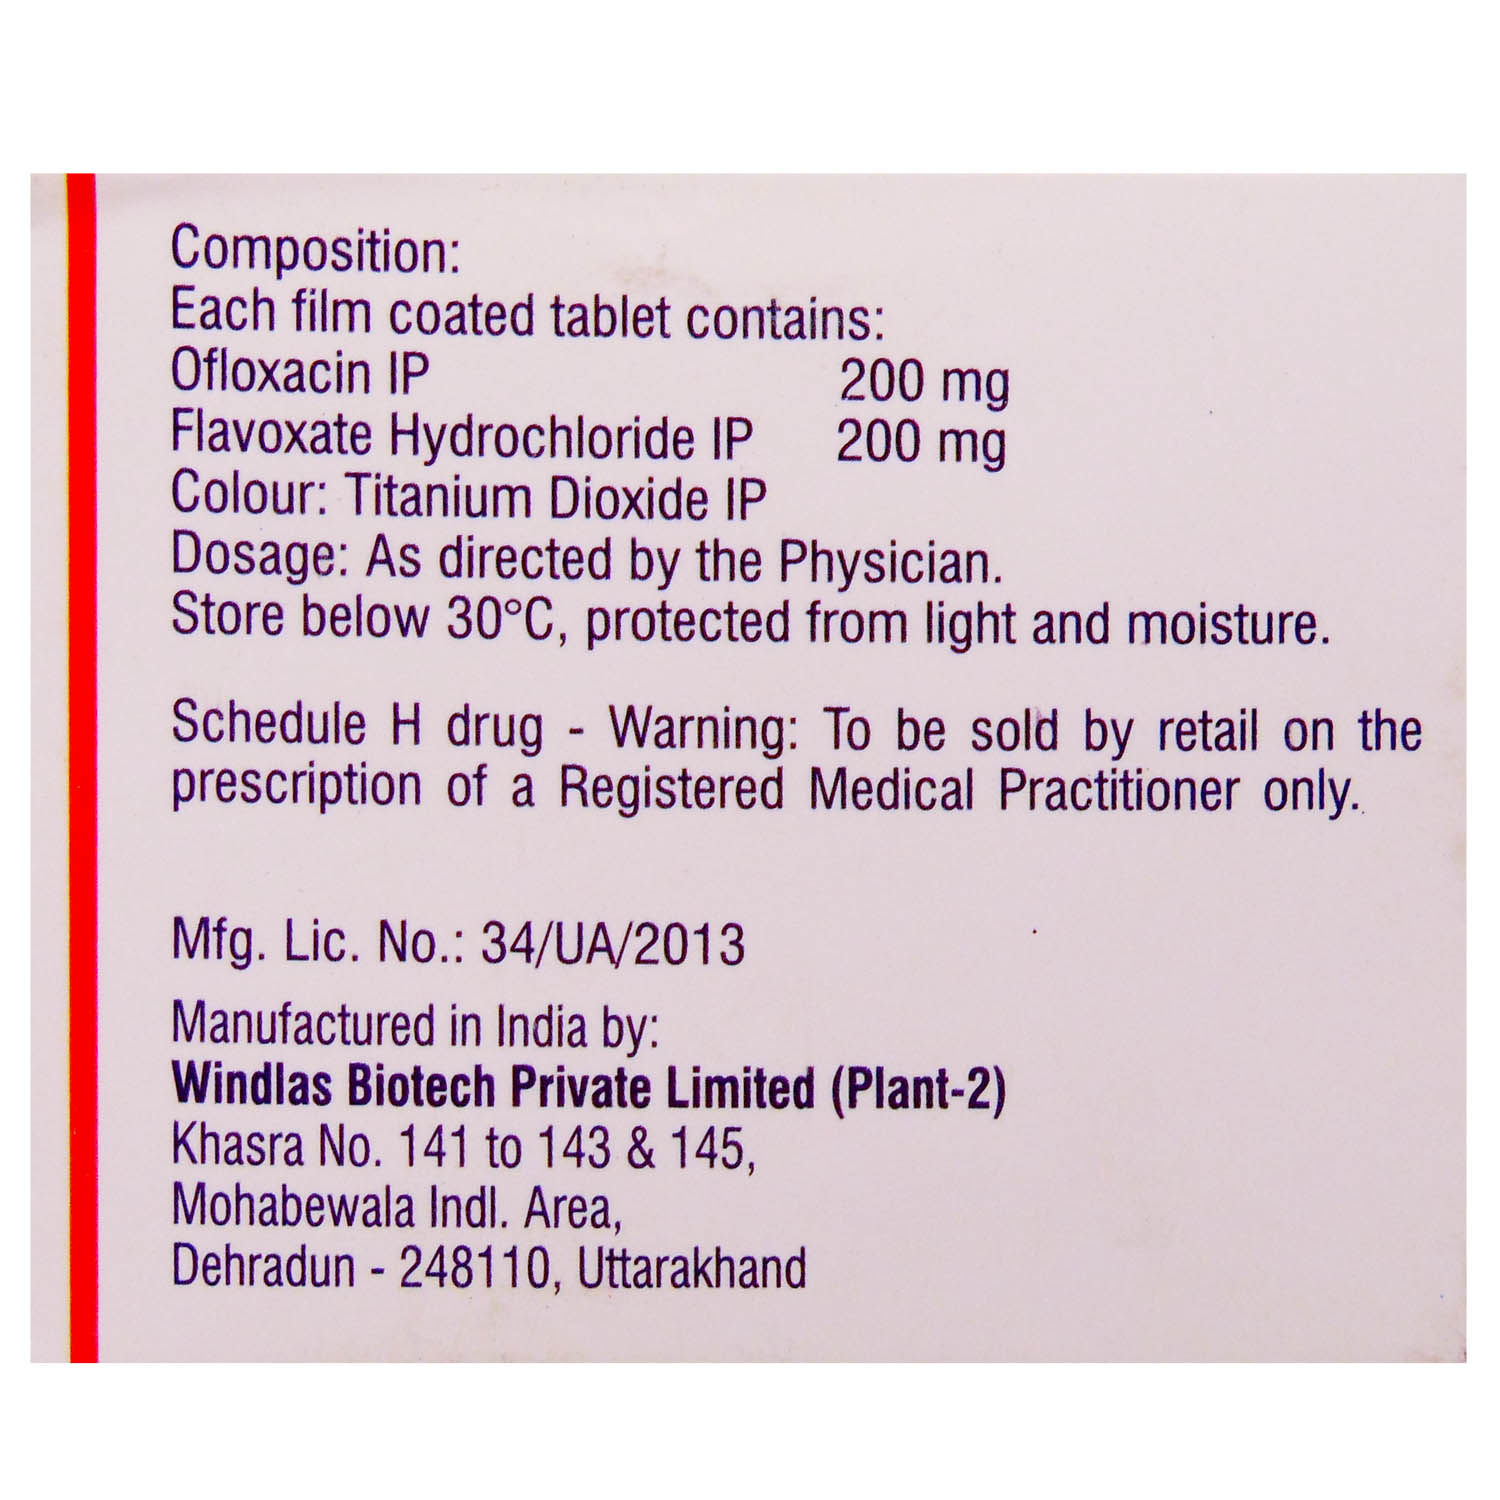 Composition:
Each film coated tablet contains:
Ofloxacin IP 200 mg
Flavoxate Hydrochloride IP 200 mg
Colour: Titanium Dioxide IP
Dosage: As directed by the Physician.
Store below 30°C, protected from light and moisture.
Schedule H drug - Warning: To be sold by retail on the
prescription of a Registered Medical Practitioner only.
Mfg. Lic. No.: 34/UA/2013
Manufactured in India by:
Windlas Biotech Private Limited (Plant-2)
Khasra No. 141 to 143 & 145,
Mohabewala Indl. Area,
Dehradun - 248110, Uttarakhand